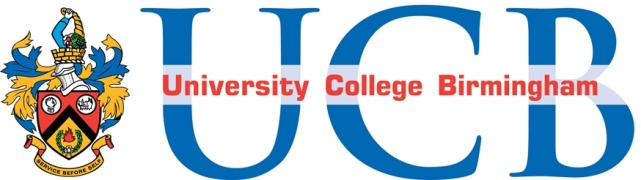 UCB
University College Birmingham
SERVICE BEFORE SELF